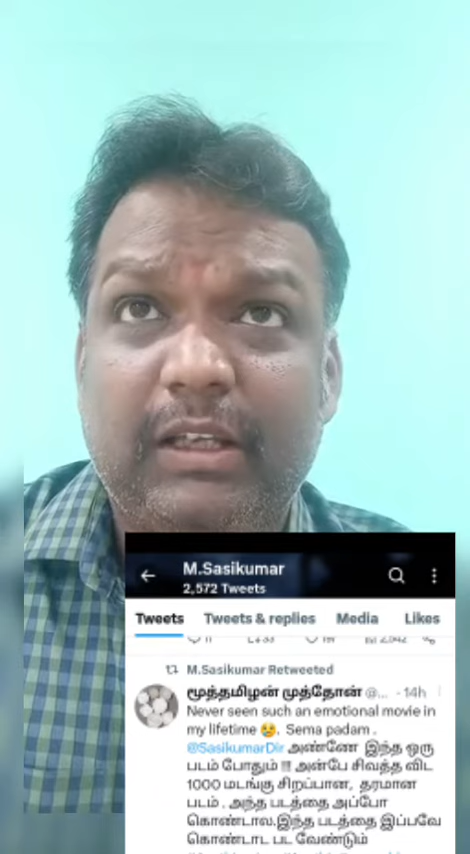 M.Sasikumar
2,572 Tweets
Tweets Tweets & replies Media Likes
M.Sasikumar Retweeted
மூத்தமிழன் முத்தோன் @... · 14h
Never seen such an emotional movie in
my lifetime 😢. Sema padam .
@SasikumarDir அண்ணே இந்த ஒரு
படம் போதும் !!! அன்பே சிவத்த விட
1000 மடங்கு சிறப்பான, தரமான
படம் . அந்த படத்தை அப்போ
கொண்டால.இந்த படத்தை இப்பவே
கொண்டாட பட வேண்டும்